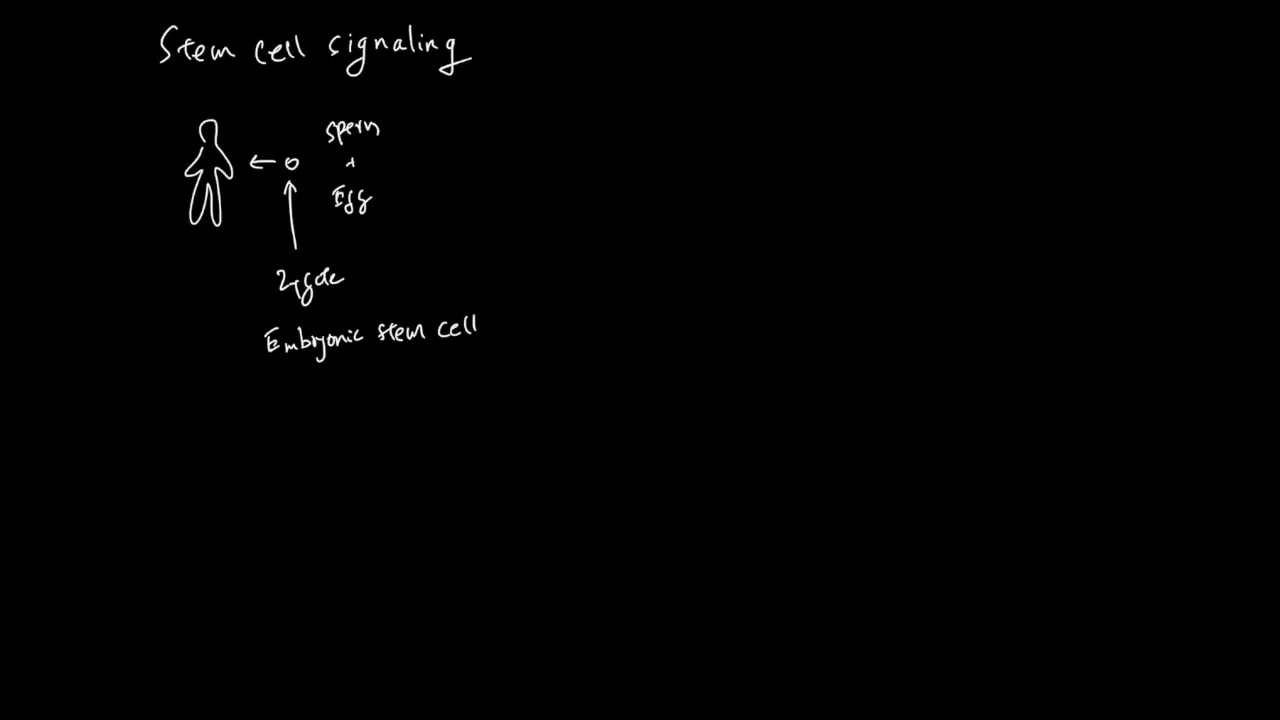 Stem cell signaling
sperm
+
Egg
Zygote
Embryonic stem cell